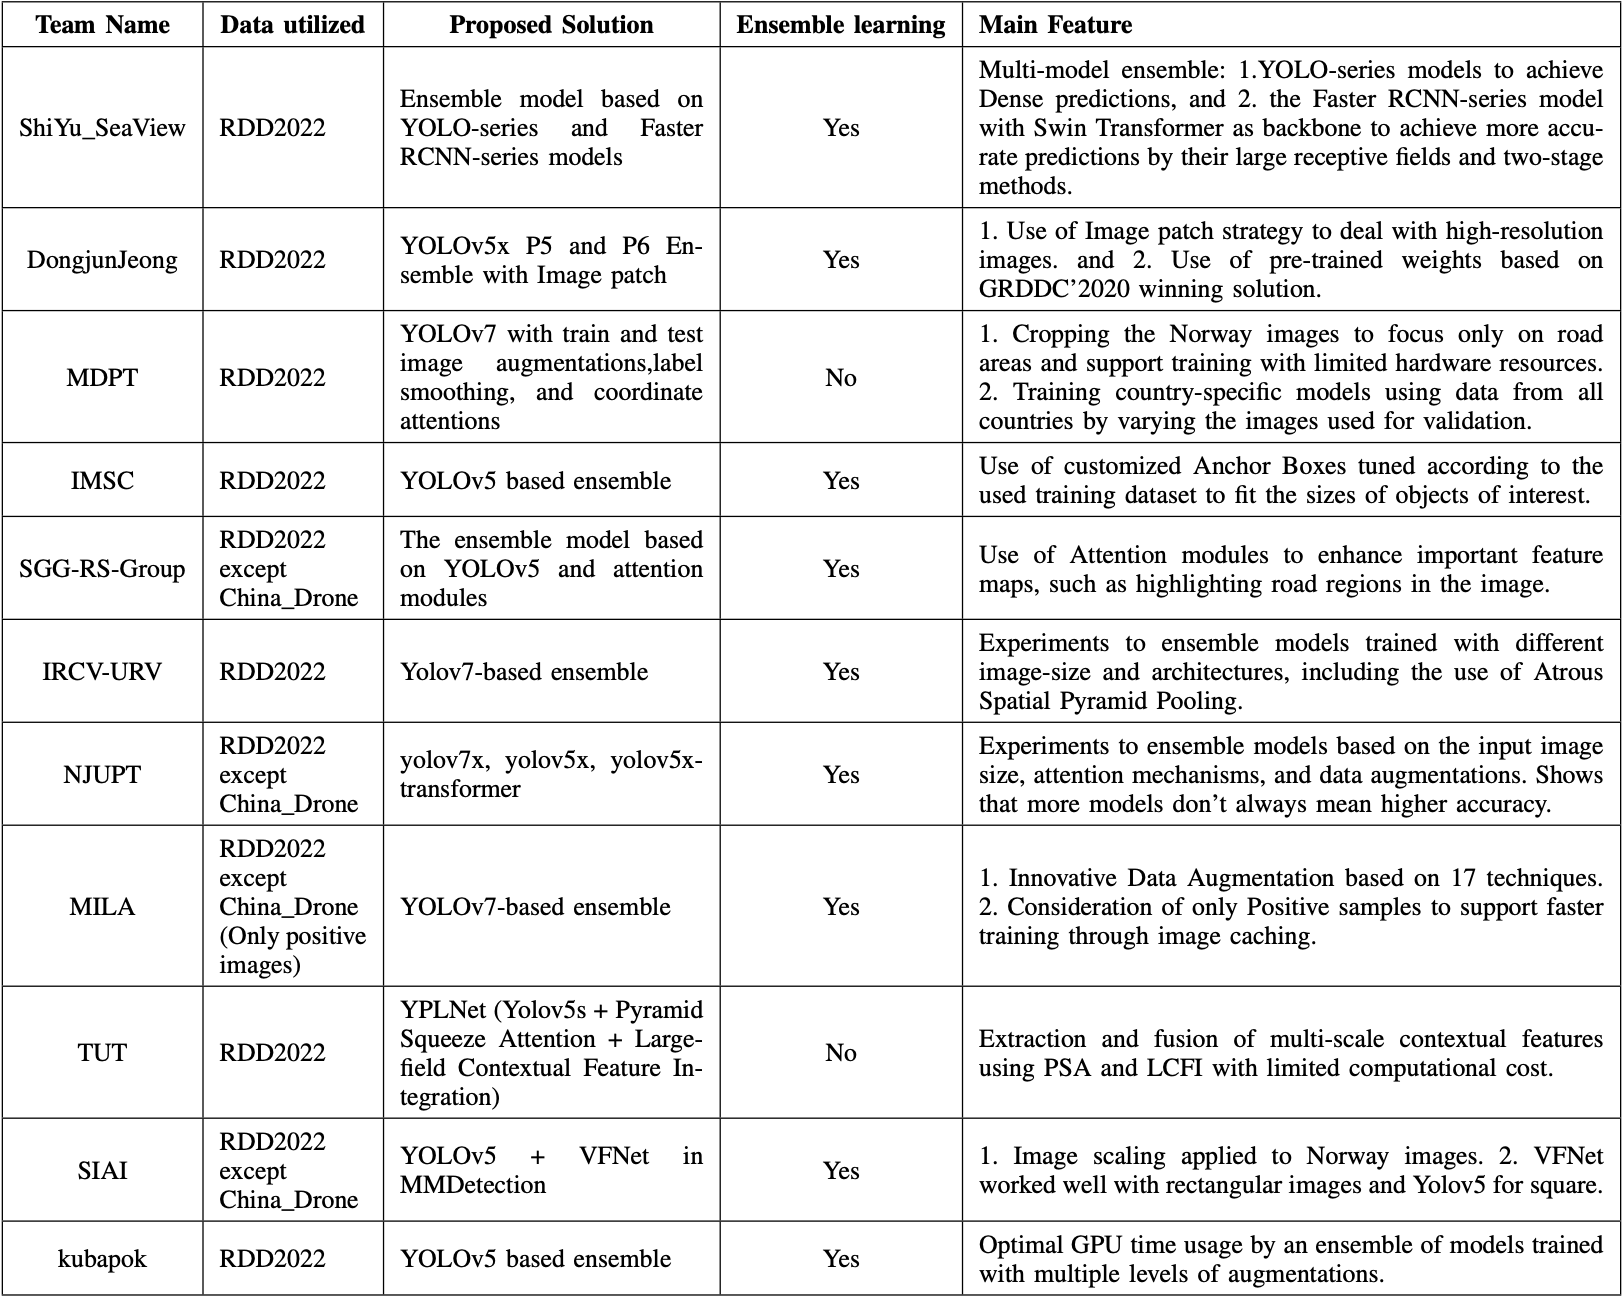 Team Name Data utilized Proposed Solution Ensemble learning Main Feature
ShiYu_SeaView
RDD2022
Ensemble model based on
YOLO-series and Faster
RCNN-series models
Yes
Multi-model ensemble: 1.YOLO-series models to achieve
Dense predictions, and 2. the Faster RCNN-series model
with Swin Transformer as backbone to achieve more accu-
rate predictions by their large receptive fields and two-stage
methods.
DongjunJeong
RDD2022
YOLOv5x P5 and P6 En-
semble with Image patch
Yes
1. Use of Image patch strategy to deal with high-resolution
images. and 2. Use of pre-trained weights based on
GRDDC’2020 winning solution.
MDPT
RDD2022
YOLOv7 with train and test
image augmentations,label
smoothing, and coordinate
attentions
No
1. Cropping the Norway images to focus only on road
areas and support training with limited hardware resources.
2. Training country-specific models using data from all
countries by varying the images used for validation.
IMSC
RDD2022
YOLOv5 based ensemble
Yes
Use of customized Anchor Boxes tuned according to the
used training dataset to fit the sizes of objects of interest.
SGG-RS-Group
RDD2022
except
China_Drone
The ensemble model based
on YOLOv5 and attention
modules
Yes
Use of Attention modules to enhance important feature
maps, such as highlighting road regions in the image.
IRCV-URV
RDD2022
Yolov7-based ensemble
Yes
Experiments to ensemble models trained with different
image-size and architectures, including the use of Atrous
Spatial Pyramid Pooling.
NJUPT
RDD2022
except
China_Drone
yolov7x, yolov5x, yolov5x-
transformer
Yes
Experiments to ensemble models based on the input image
size, attention mechanisms, and data augmentations. Shows
that more models don’t always mean higher accuracy.
MILA
RDD2022
except
China_Drone
(Only positive
images)
YOLOv7-based ensemble
Yes
1. Innovative Data Augmentation based on 17 techniques.
2. Consideration of only Positive samples to support faster
training through image caching.
TUT
RDD2022
YPLNet (Yolov5s + Pyramid
Squeeze Attention + Large-
field Contextual Feature In-
tegration)
No
Extraction and fusion of multi-scale contextual features
using PSA and LCFI with limited computational cost.
SIAI
RDD2022
except
China_Drone
YOLOv5 + VFNet in
MMDetection
Yes
1. Image scaling applied to Norway images. 2. VFNet
worked well with rectangular images and Yolov5 for square.
kubapok
RDD2022
YOLOv5 based ensemble
Yes
Optimal GPU time usage by an ensemble of models trained
with multiple levels of augmentations.